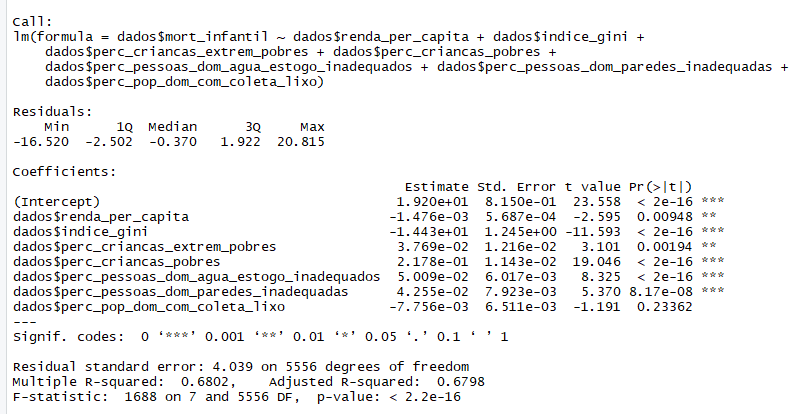 Call:
lm(formula = dados$mort_infantil ~ dados$renda_per_capita + dados$indice_gini +
    dados$perc_criancas_extrem_pobres + dados$perc_criancas_pobres +
    dados$perc_pessoas_dom_agua_estogo_inadequados + dados$perc_pessoas_dom_paredes_inadequadas +
    dados$perc_pop_dom_com_coleta_lixo)
Residuals:
    Min      1Q  Median      3Q     Max
-16.520  -2.502  -0.370   1.922  20.815
Coefficients:
                                                 Estimate Std. Error t value Pr(>|t|)
(Intercept)                                     1.920e+01  8.150e-01  23.558  < 2e-16 ***
dados$renda_per_capita                         -1.476e-03  5.687e-04  -2.595  0.00948 **
dados$indice_gini                              -1.443e+01  1.245e+00 -11.593  < 2e-16 ***
dados$perc_criancas_extrem_pobres               3.769e-02  1.216e-02   3.101  0.00194 **
dados$perc_criancas_pobres                      2.178e-01  1.143e-02  19.046  < 2e-16 ***
dados$perc_pessoas_dom_agua_estogo_inadequados  5.009e-02  6.017e-03   8.325  < 2e-16 ***
dados$perc_pessoas_dom_paredes_inadequadas      4.255e-02  7.923e-03   5.370 8.17e-08 ***
dados$perc_pop_dom_com_coleta_lixo             -7.756e-03  6.511e-03  -1.191  0.23362
---
Signif. codes:  0 ‘***’ 0.001 ‘**’ 0.01 ‘*’ 0.05 ‘.’ 0.1 ‘ ’ 1
Residual standard error: 4.039 on 5556 degrees of freedom
Multiple R-squared:  0.6802,    Adjusted R-squared:  0.6798
F-statistic:  1688 on 7 and 5556 DF,  p-value: < 2.2e-16